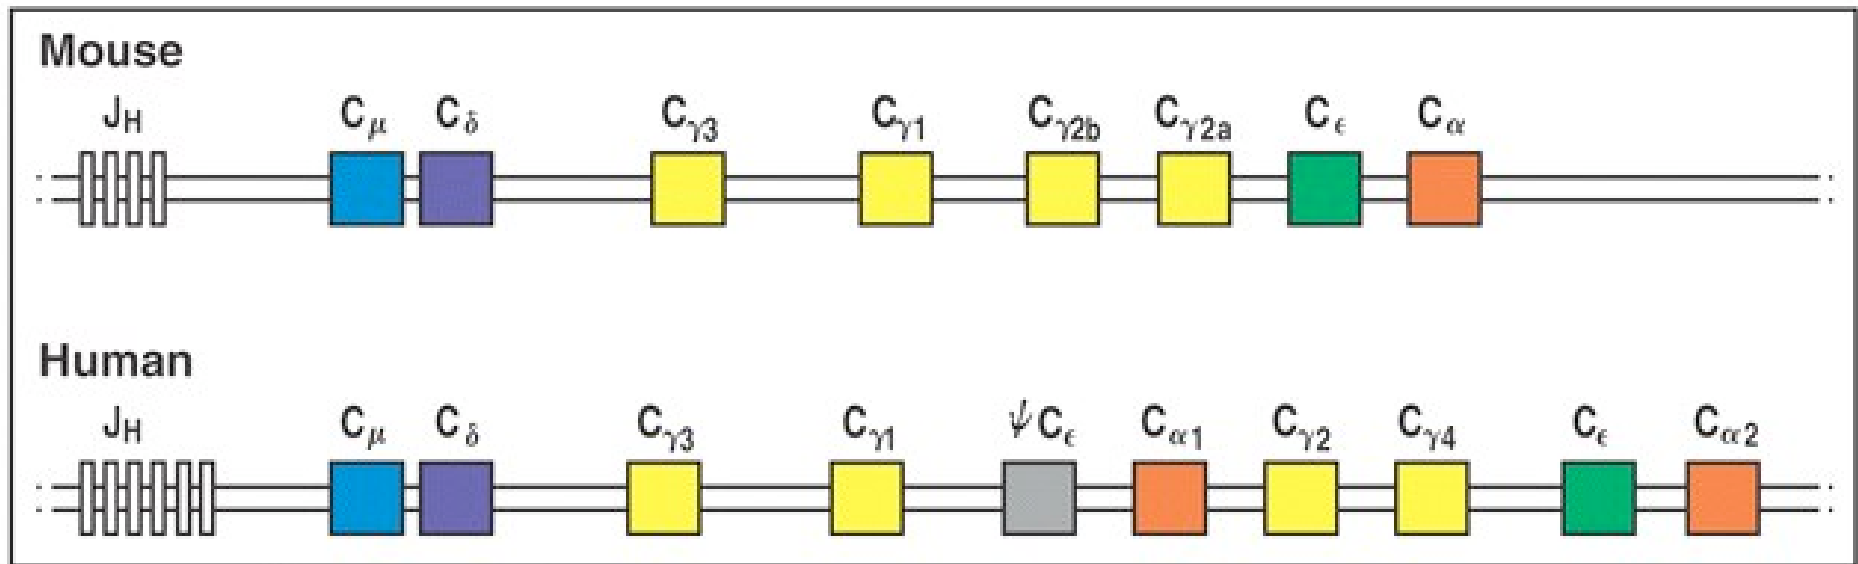 Mouse
JH Cμ Cδ Cγ3 Cγ1 Cγ2b Cγ2a Cϵ Cα
Human
JH Cμ Cδ Cγ3 Cγ1 ψCϵ Cα1 Cγ2 Cγ4 Cϵ Cα2